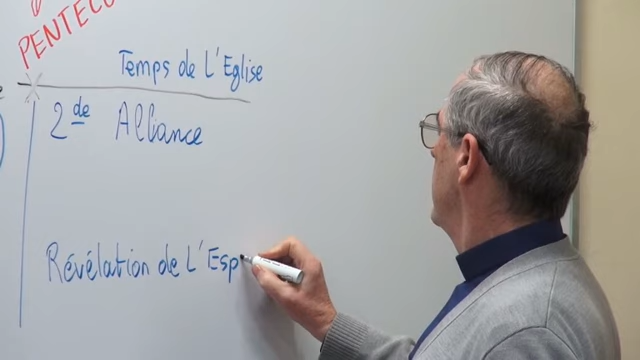 PENTECO
Temps de L'Eglise
2de Alliance
Révélation de L'Esp